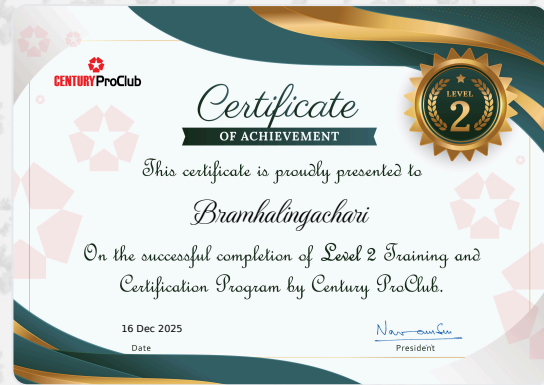 CENTURY ProClub
LEVEL
2
Certificate
OF ACHIEVEMENT
This certificate is proudly presented to
Bramhalingachari
On the successful completion of Level 2 Training and
Certification Program by Century ProClub.
16 Dec 2025
Date
President